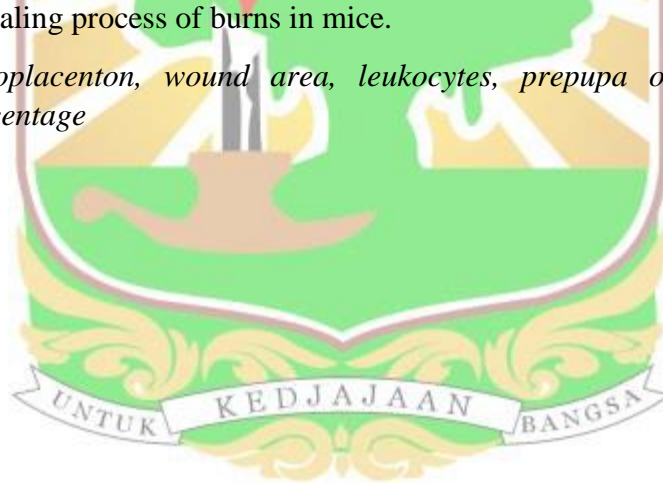 aling process of burns in mice.
oplacenton, wound area, leukocytes, prepupa o
entage
UNTUK KEDJAJAAN BANGSA